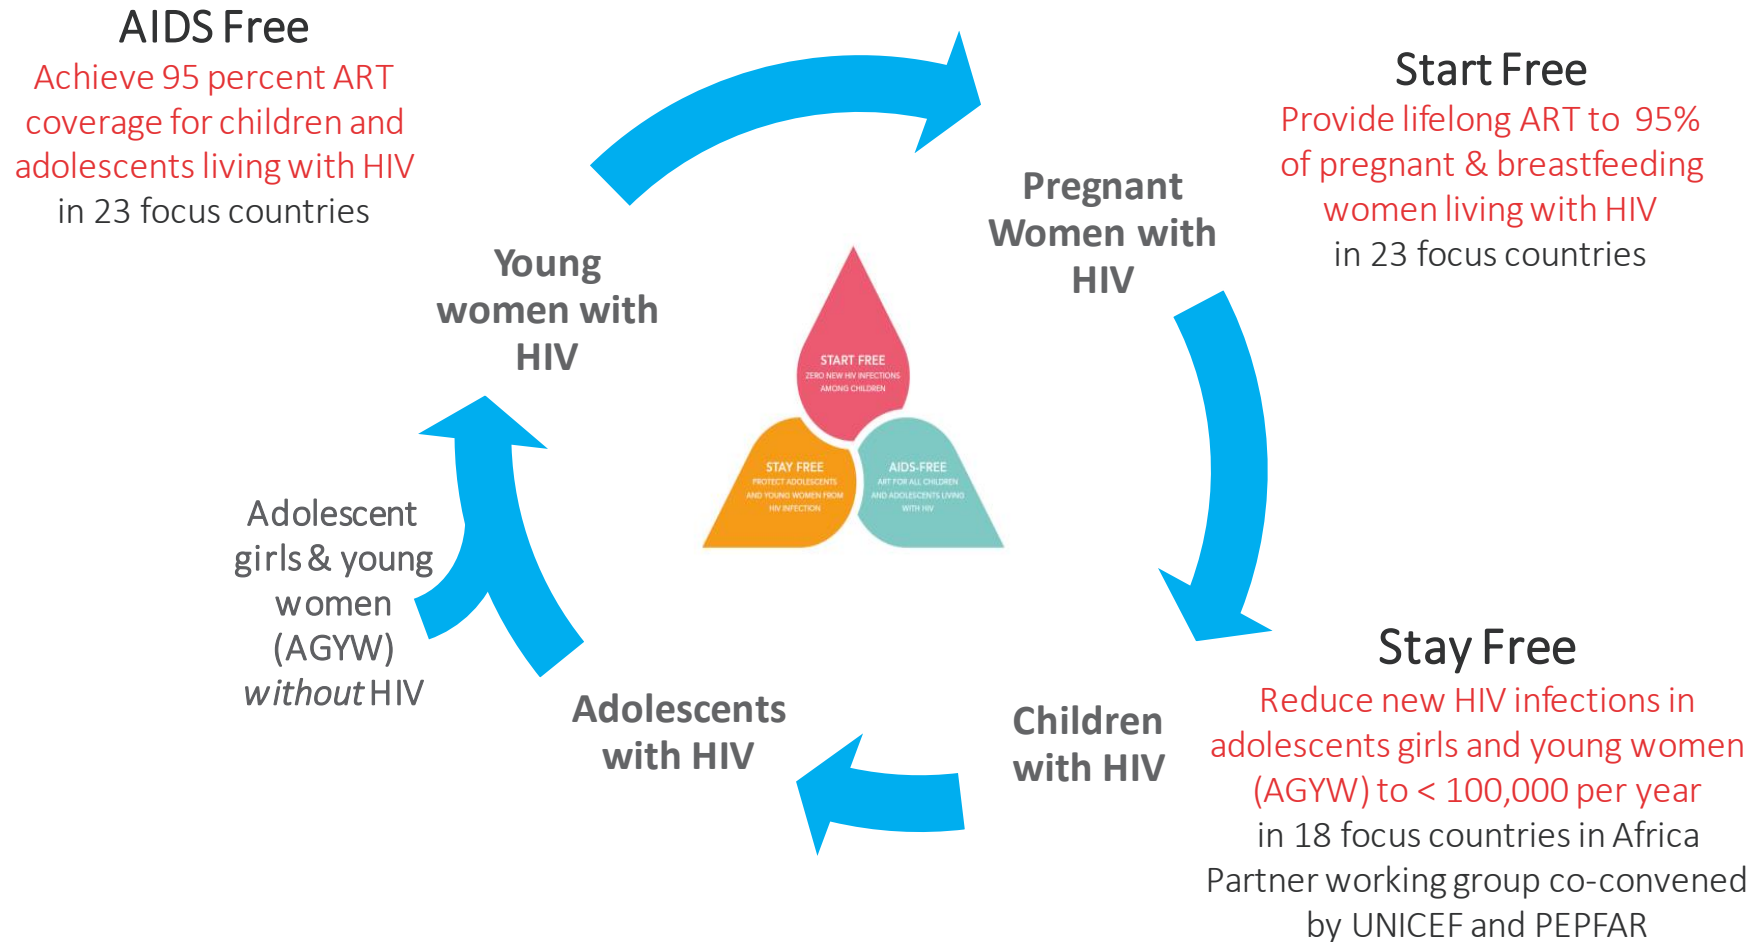 AIDS Free
Achieve 95 percent ART
coverage for children and
adolescents living with HIV
in 23 focus countries
Start Free
Provide lifelong ART to 95%
of pregnant & breastfeeding
women living with HIV
in 23 focus countries
Pregnant
Women with
HIV
Young
women with
HIV
START FREE
ZERO NEW HIV INFECTIONS
AMONG CHILDREN
STAY FREE
PROTECT ADOLESCENTS
AND YOUNG WOMEN FROM
HIV INFECTION
AIDS-FREE
ART FOR ALL CHILDREN
AND ADOLESCENTS LIVING
WITH HIV
Adolescent
girls & young
women
(AGYW)
without HIV
Adolescents
with HIV
Children
with HIV
Stay Free
Reduce new HIV infections in
adolescents girls and young women
(AGYW) to < 100,000 per year
in 18 focus countries in Africa
Partner working group co-convened
by UNICEF and PEPFAR